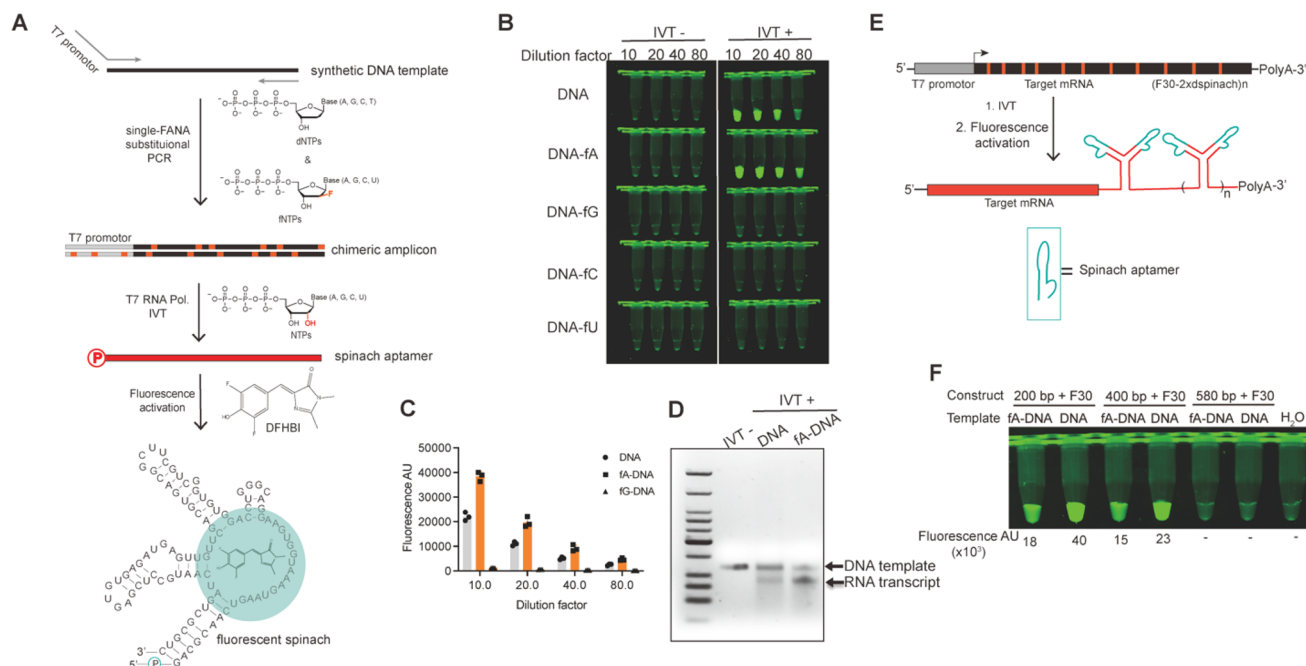 A
T7 promotor
synthetic DNA template
Base (A, G, C, T)
dNTPs
&
Base (A, G, C, U)
fNTPs
single-FANA
substituional
PCR
T7 promotor
chimeric amplicon
T7 RNA Pol.
IVT
Base (A, G, C, U)
NTPs
P
spinach aptamer
Fluorescence
activation
DFHBI
fluorescent spinach
3'
5'
P
B
IVT - IVT +
Dilution factor 10 20 40 80 10 20 40 80
DNA
DNA-fA
DNA-fG
DNA-fC
DNA-fU
C
Fluorescence AU
50000
40000
30000
20000
10000
0
10.0 20.0 40.0 80.0
Dilution factor
DNA
fA-DNA
fG-DNA
D
IVT +
IVT - DNA fA-DNA
DNA template
RNA transcript
E
5' PolyA-3'
T7 promotor Target mRNA (F30-2xdspinach)n
1. IVT
2. Fluorescence
activation
5' n PolyA-3'
Target mRNA
Spinach aptamer
F
Construct 200 bp + F30 400 bp + F30 580 bp + F30
Template fA-DNA DNA fA-DNA DNA fA-DNA DNA H2O
Fluorescence AU 18 40 15 23 - - -
(x10³)